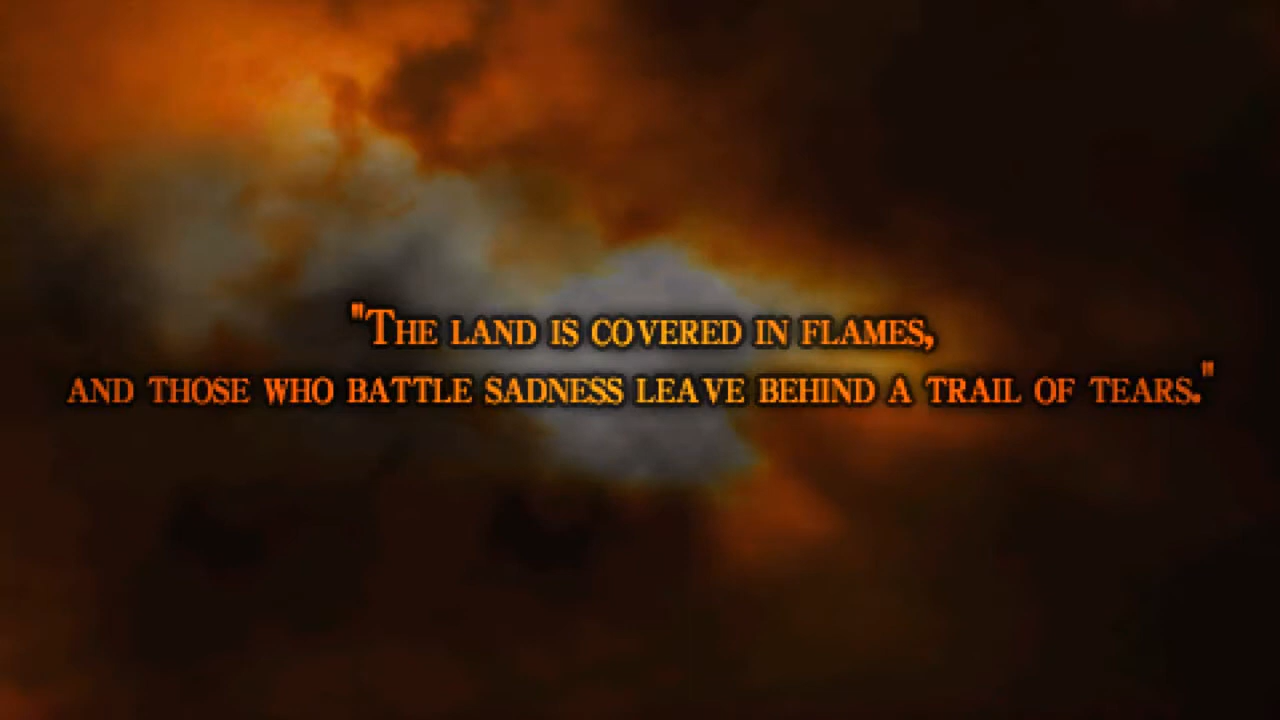 "The land is covered in flames,
and those who battle sadness leave behind a trail of tears."